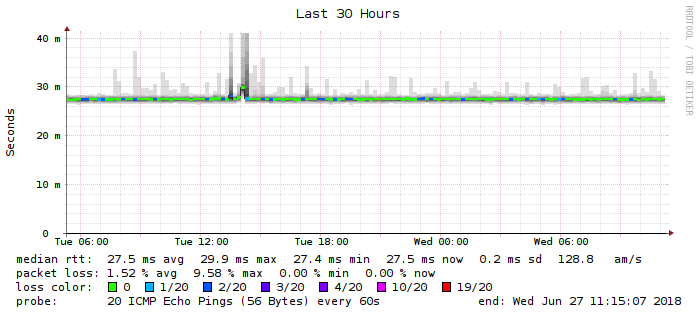 Last 30 Hours
RRDTOOL / TOBI OETIKER
Seconds
40 m
30 m
20 m
10 m
0
Tue 06:00 Tue 12:00 Tue 18:00 Wed 00:00 Wed 06:00
median rtt: 27.5 ms avg 29.9 ms max 27.4 ms min 27.5 ms now 0.2 ms sd 128.8 am/s
packet loss: 1.52 % avg 9.58 % max 0.00 % min 0.00 % now
loss color: 0 1/20 2/20 3/20 4/20 10/20 19/20
probe: 20 ICMP Echo Pings (56 Bytes) every 60s end: Wed Jun 27 11:15:07 2018